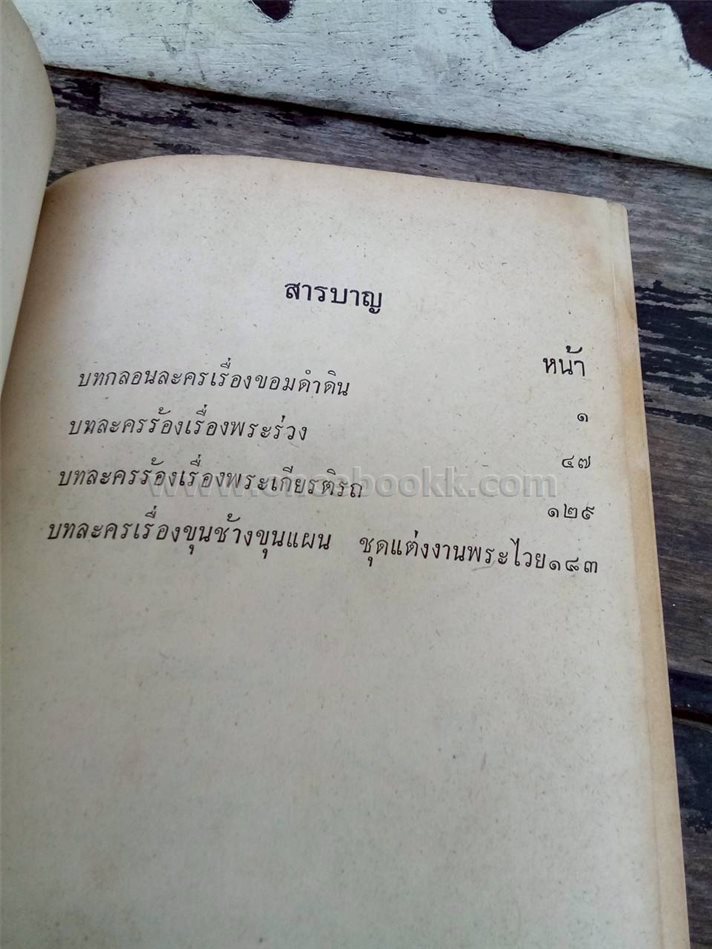 สารบาญ
หน้า
บทกลอนละครเรื่องขอมดำดิน ๑
บทละครร้องเรื่องพระร่วง ๔๗
บทละครร้องเรื่องพระเกียรติรถ ๑๒๙
บทละครเรื่องขุนช้างขุนแผน ชุดแต่งงานพระไวย ๑๘๓